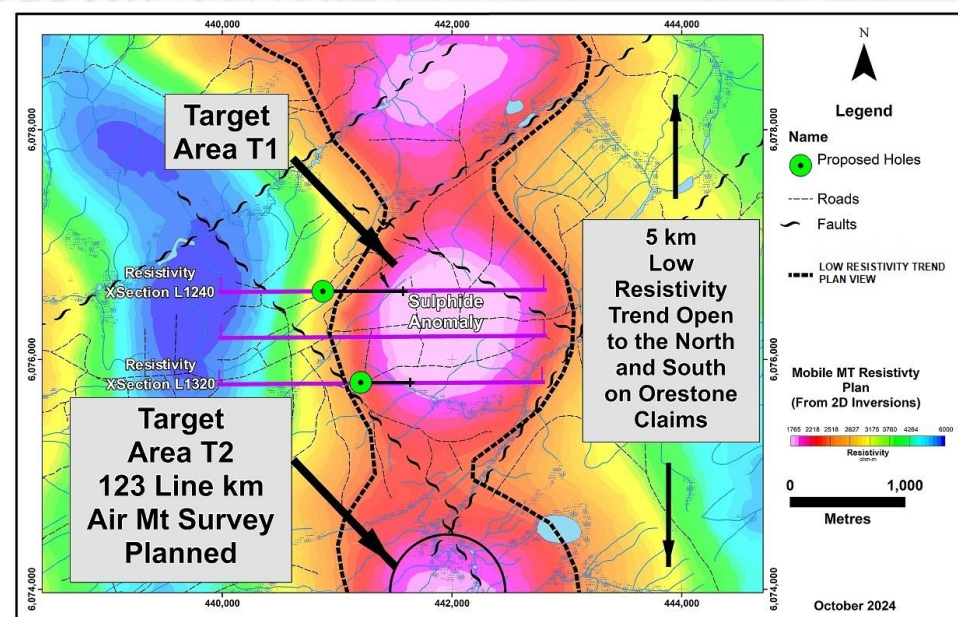 440,000
442,000
444,000
6,078,000
6,076,000
6,074,000
Target
Area T1
Resistivity
XSection L1240
Sulphide
Anomaly
Resistivity
XSection L1320
Target
Area T2
123 Line km
Air Mt Survey
Planned
5 km
Low
Resistivity
Trend Open
to the North
and South
on Orestone
Claims
6,078,000
6,076,000
6,074,000
440,000
442,000
444,000
N
Legend
Name
Proposed Holes
Roads
Faults
LOW RESISTIVITY TREND
PLAN VIEW
Mobile MT Resistivty
Plan
(From 2D Inversions)
1765 2218 2518 2827 3175 3760 4284 6000
Resistivity
ohm-m
0 1,000
Metres
October 2024